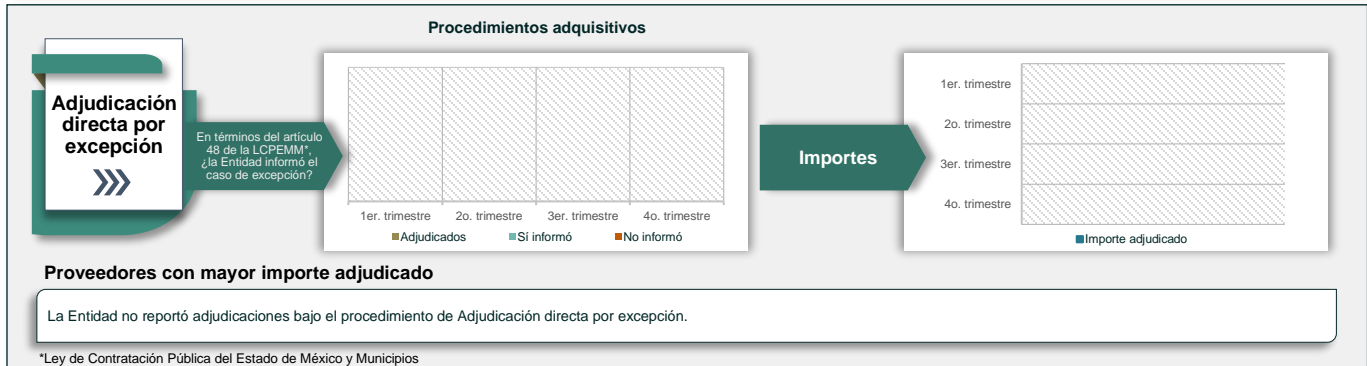 Procedimientos adquisitivos
Adjudicación
directa por
excepción
En términos del artículo
48 de la LCPEMM*,
¿la Entidad informó el
caso de excepción?
1er. trimestre 2o. trimestre 3er. trimestre 4o. trimestre
Adjudicados Sí informó No informó
Importes
1er. trimestre
2o. trimestre
3er. trimestre
4o. trimestre
Importe adjudicado
Proveedores con mayor importe adjudicado
La Entidad no reportó adjudicaciones bajo el procedimiento de Adjudicación directa por excepción.
*Ley de Contratación Pública del Estado de México y Municipios